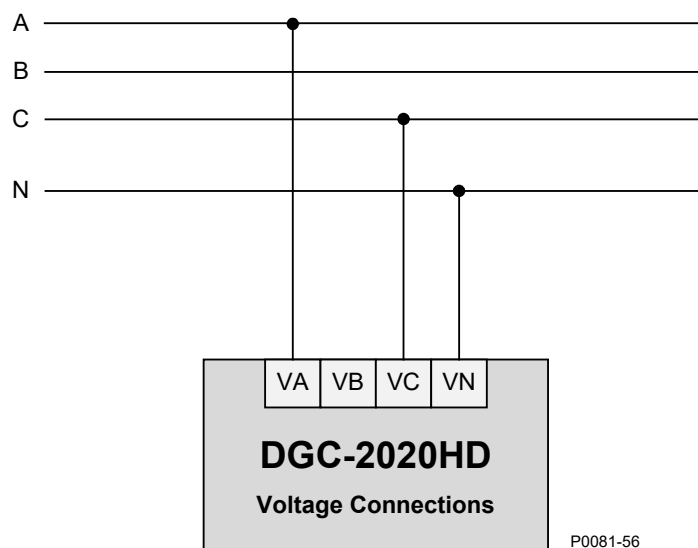 A
B
C
N
VA VB VC VN
DGC-2020HD
Voltage Connections
P0081-56